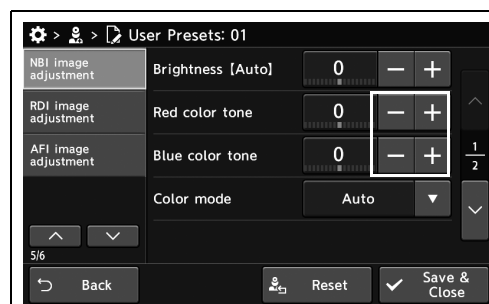 > > User Presets: 01
NBI image
adjustment
RDI image
adjustment
AFI image
adjustment
5/6
Brightness [Auto]
0
− +
Red color tone
0
− +
Blue color tone
0
− +
Color mode
Auto
1
2
Back
Reset
Save &
Close